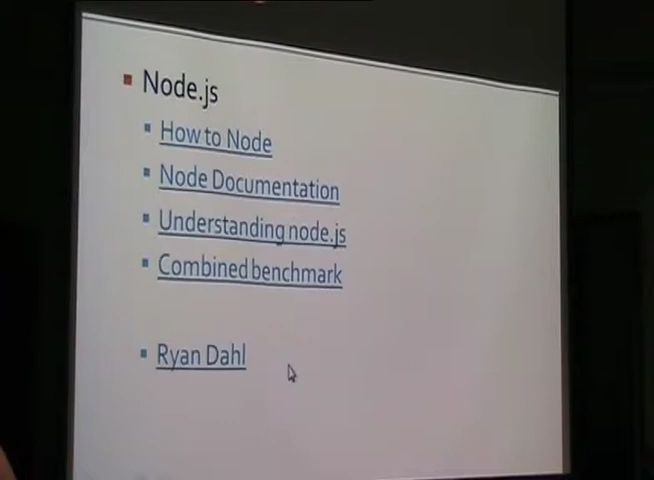 Node.js
How to Node
Node Documentation
Understanding node.js
Combined benchmark
Ryan Dahl